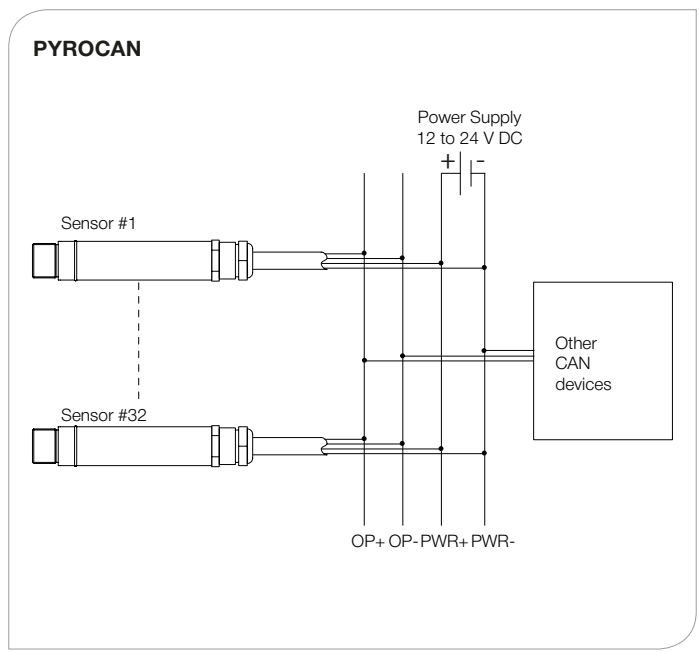 PYROCAN
Power Supply
12 to 24 V DC
+ -
Sensor #1
Other
CAN
devices
Sensor #32
OP+ OP- PWR+ PWR-